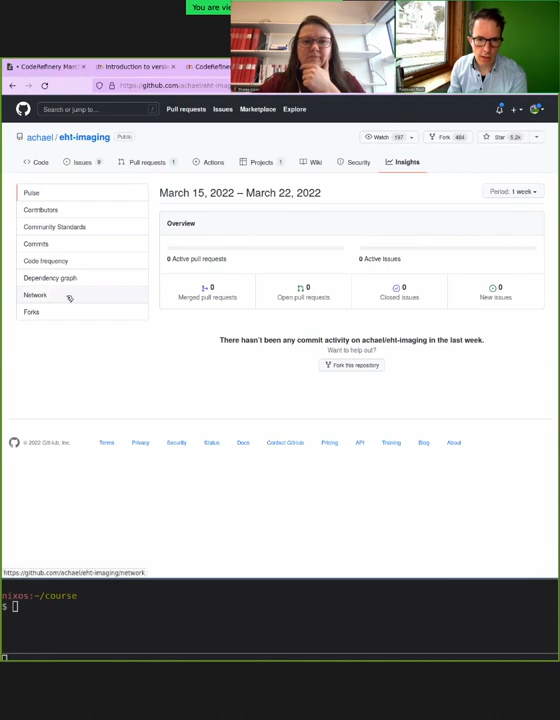 You are vie
• CodeRefinery Marc ×
Introduction to versi ×
CodeRefin
https://github.com/achael/eht-imag
Search or jump to...
/
Pull requests
Issues
Marketplace
Explore
achael / eht-imaging
Public
Watch 197
Fork 484
Star 5.2k
Code
Issues 9
Pull requests 1
Actions
Projects 1
Wiki
Security
Insights
Pulse
Contributors
Community Standards
Commits
Code frequency
Dependency graph
Network
Forks
March 15, 2022 – March 22, 2022
Period: 1 week
Overview
0 Active pull requests
0 Active issues
0
Merged pull requests
0
Open pull requests
0
Closed issues
0
New issues
There hasn't been any commit activity on achael/eht-imaging in the last week.
Want to help out?
Fork this repository
© 2022 GitHub, Inc.
Terms
Privacy
Security
Status
Docs
Contact GitHub
Pricing
API
Training
Blog
About
https://github.com/achael/eht-imaging/network
nixos:~/course
$